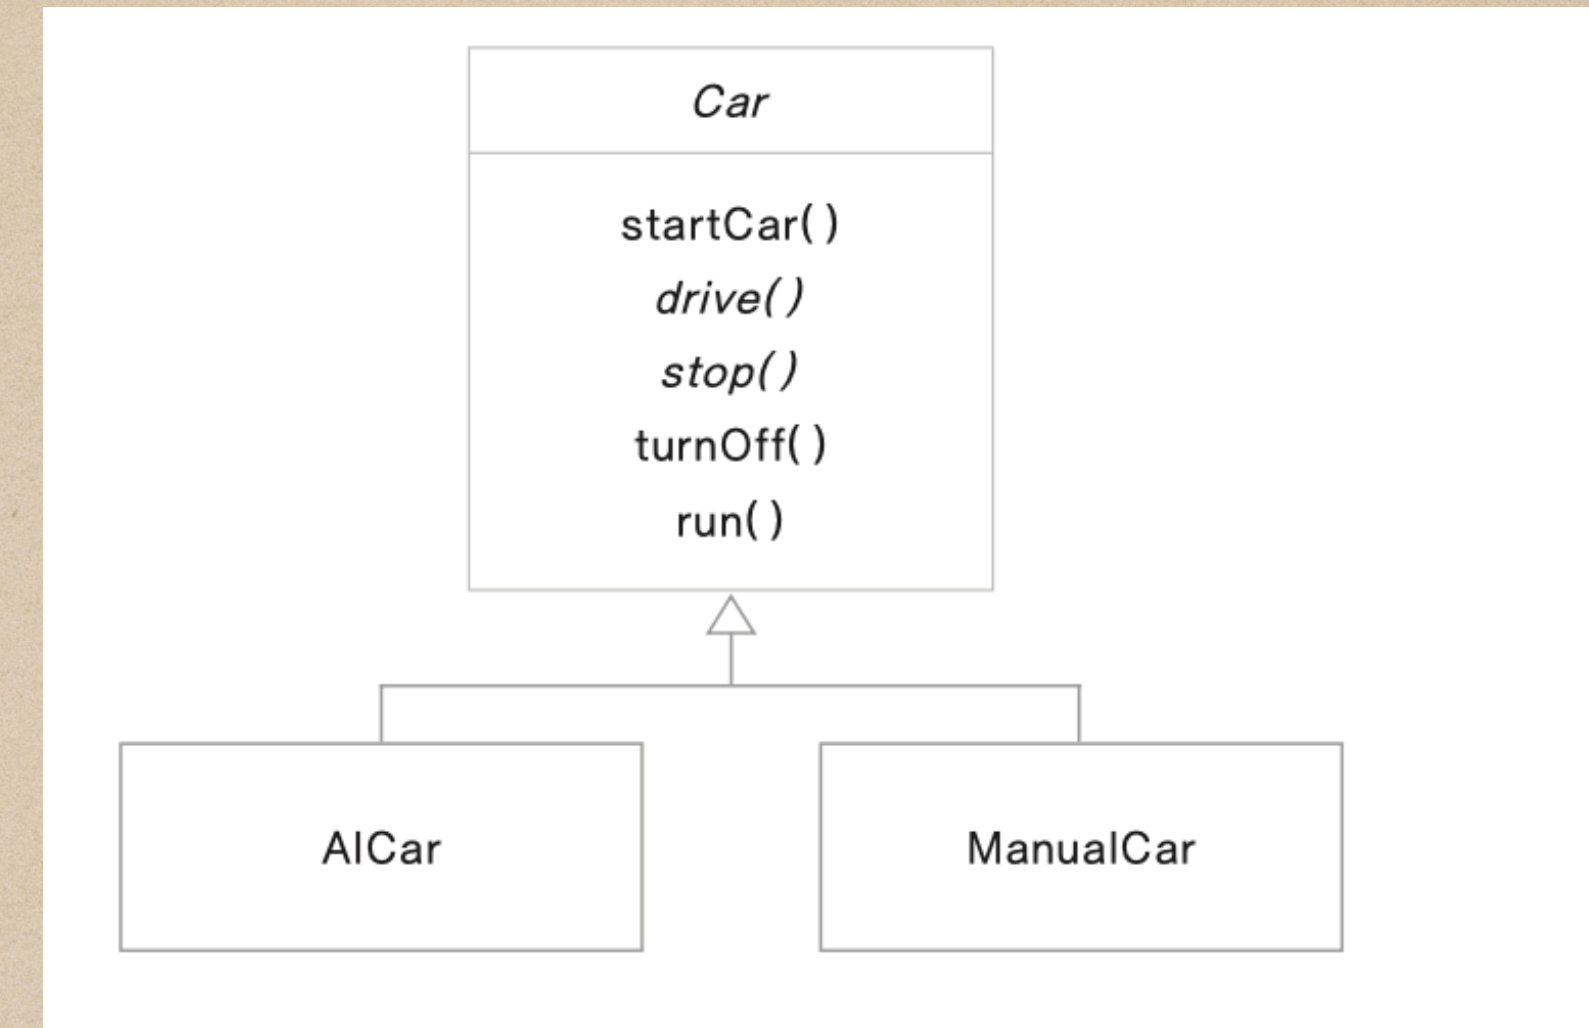 Car
startCar( )
drive( )
stop( )
turnOff( )
run( )
AICar
ManualCar